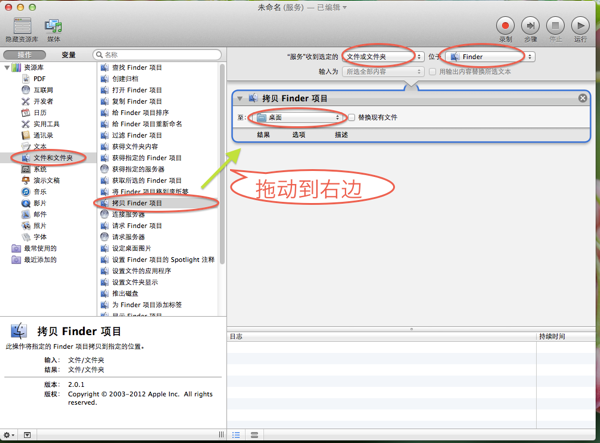 未命名 (服务) — 已编辑
隐藏资源库 媒体 录制 步骤 停止 运行
操作 变量 名称
"服务"收到选定的 文件或文件夹 位于 Finder
输入为 所选全部内容 用输出内容替换所选文本
资源库
PDF
互联网
开发者
日历
实用工具
通讯录
文本
文件和文件夹
系统
演示文稿
音乐
影片
邮件
照片
字体
最常使用的
最近添加的
查找 Finder 项目
创建归档
打开 Finder 项目
复制 Finder 项目
给 Finder 项目排序
给 Finder 项目重新命名
过滤 Finder 项目
获得文件夹内容
获得指定的 Finder 项目
获得指定的服务器
获取所选的 Finder 项目
将 Finder 项目移到废纸篓
拷贝 Finder 项目
连接服务器
请求 Finder 项目
请求服务器
设定桌面图片
设置 Finder 项目的 Spotlight 注释
设置文件的应用程序
设置文件夹显示
推出磁盘
为 Finder 项目添加标签
显示 Finder 项目
拷贝 Finder 项目
至: 桌面 替换现有文件
结果 选项 描述
拖动到右边
拷贝 Finder 项目
此操作将指定的 Finder 项目拷贝到指定的位置。
输入: 文件/文件夹
结果: 文件/文件夹
版本: 2.0.1
版权: Copyright © 2003-2012 Apple Inc. All rights
reserved.
日志 持续时间